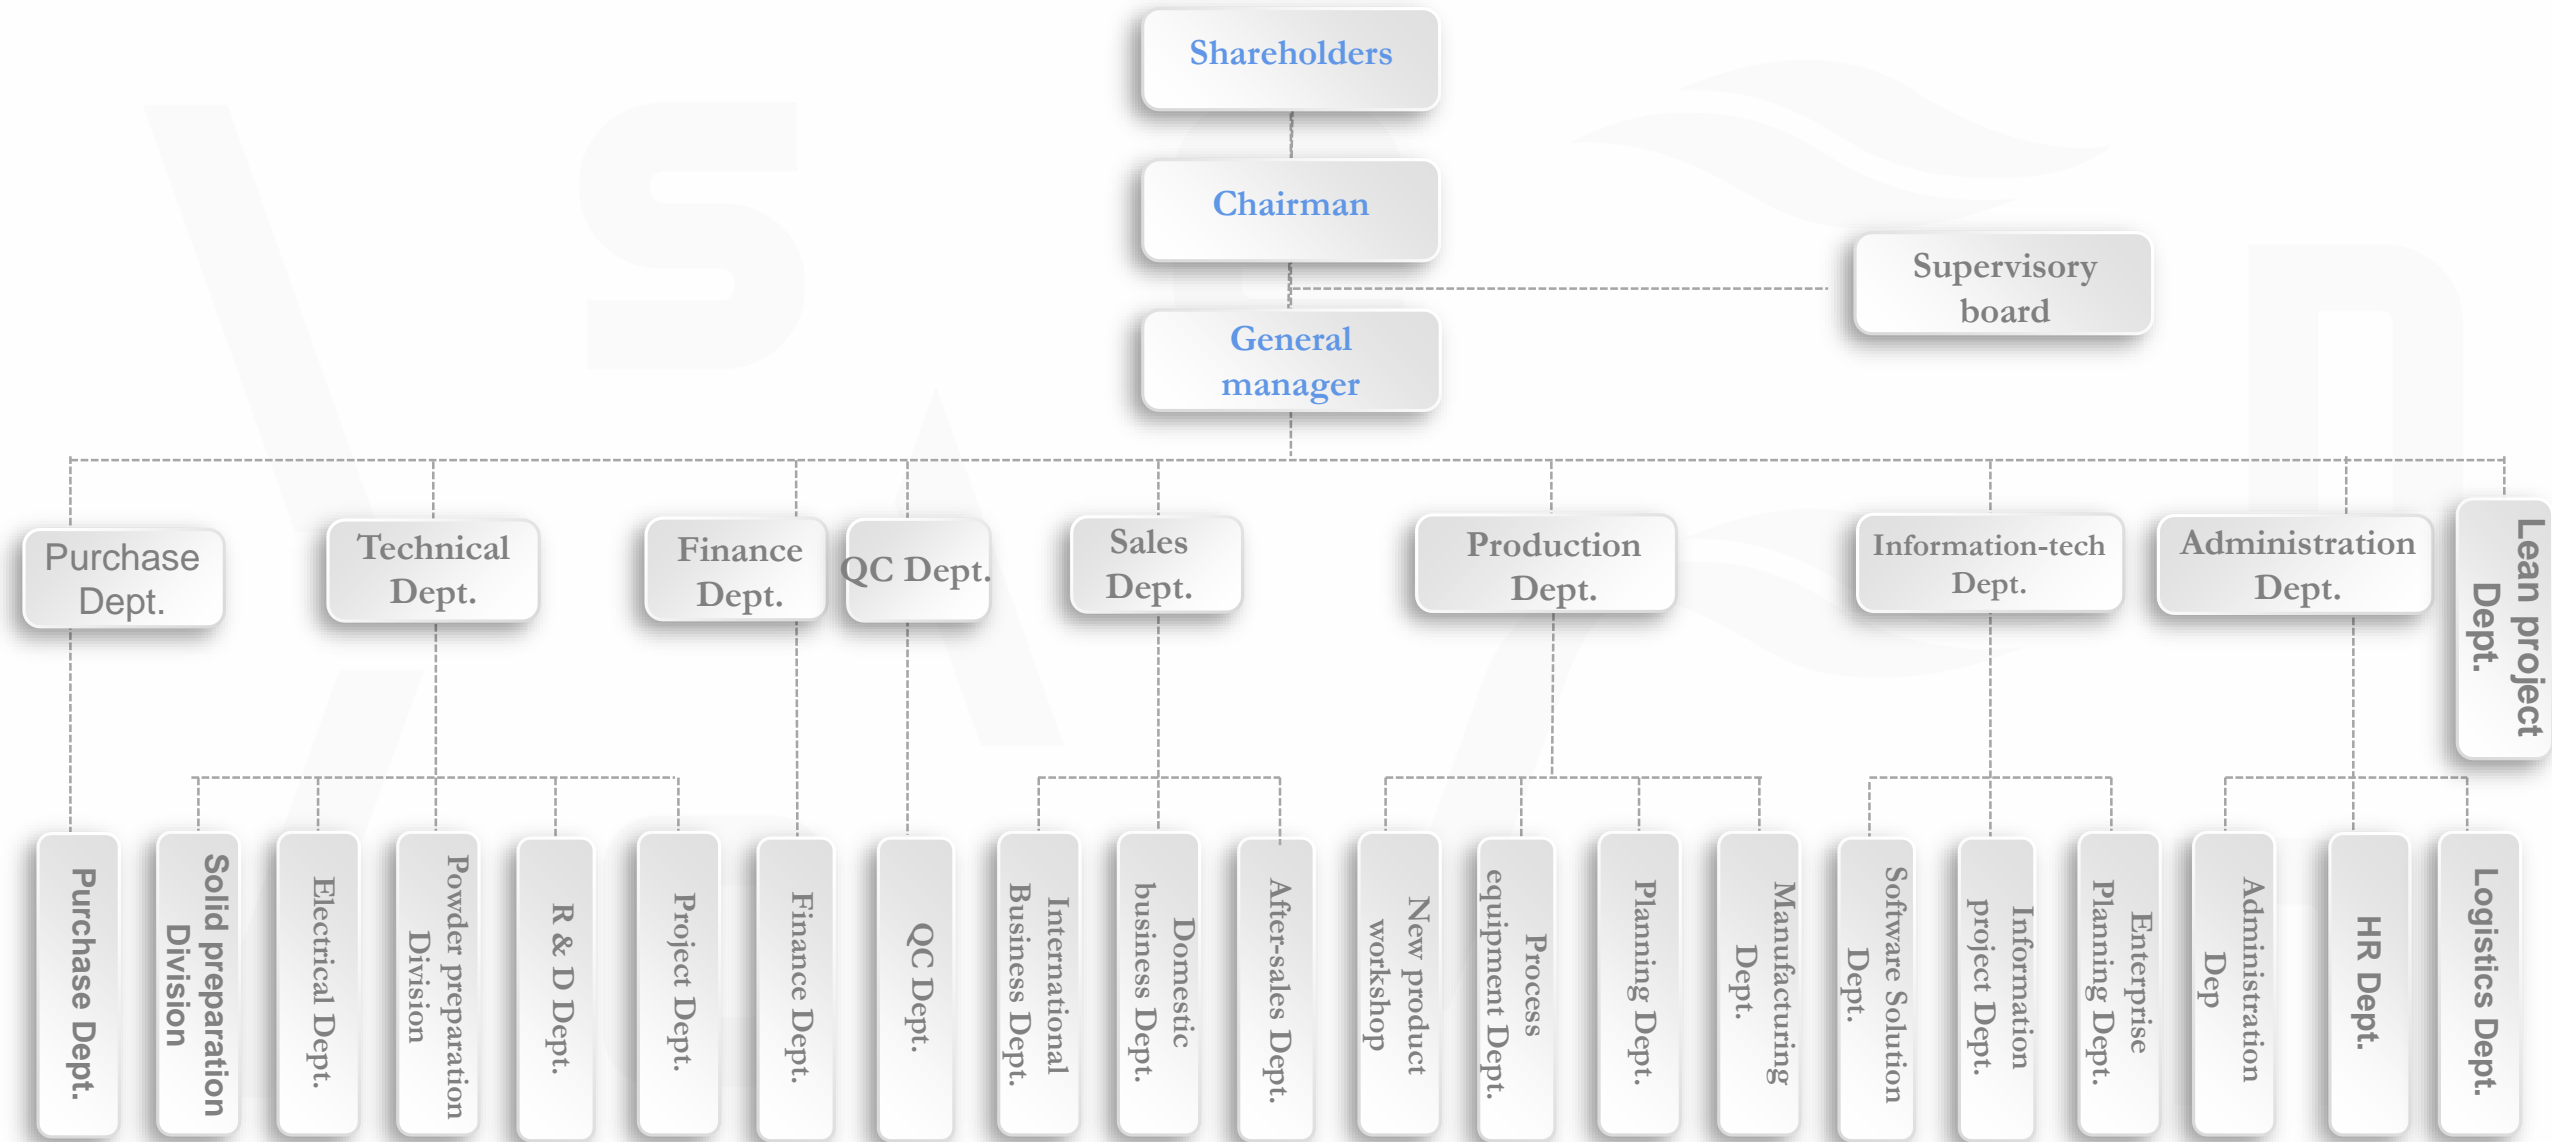 Shareholders
Chairman
Supervisory
board
General
manager
Purchase
Dept.
Technical
Dept.
Finance
Dept.
QC Dept.
Sales
Dept.
Production
Dept.
Information-tech
Dept.
Administration
Dept.
Lean project
Dept.
Purchase Dept.
Solid preparation
Division
Electrical Dept.
Powder preparation
Division
R & D Dept.
Project Dept.
Finance Dept.
QC Dept.
International
Business Dept.
Domestic
business Dept.
After-sales Dept.
New product
workshop
Process
equipment Dept.
Planning Dept.
Manufacturing
Dept.
Software Solution
Dept.
Information
project Dept.
Enterprise
Planning Dept.
Administration
Dep
HR Dept.
Logistics Dept.